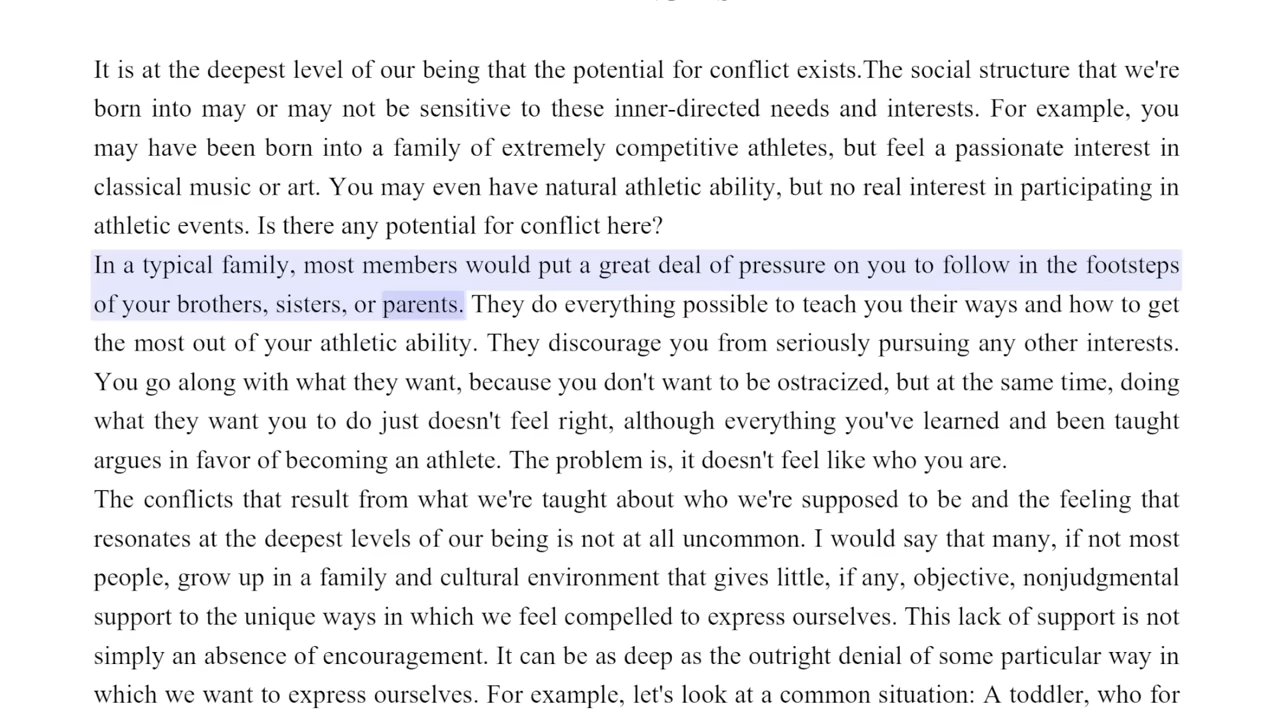 It is at the deepest level of our being that the potential for conflict exists.The social structure that we're
born into may or may not be sensitive to these inner-directed needs and interests. For example, you
may have been born into a family of extremely competitive athletes, but feel a passionate interest in
classical music or art. You may even have natural athletic ability, but no real interest in participating in
athletic events. Is there any potential for conflict here?
In a typical family, most members would put a great deal of pressure on you to follow in the footsteps
of your brothers, sisters, or parents. They do everything possible to teach you their ways and how to get
the most out of your athletic ability. They discourage you from seriously pursuing any other interests.
You go along with what they want, because you don't want to be ostracized, but at the same time, doing
what they want you to do just doesn't feel right, although everything you've learned and been taught
argues in favor of becoming an athlete. The problem is, it doesn't feel like who you are.
The conflicts that result from what we're taught about who we're supposed to be and the feeling that
resonates at the deepest levels of our being is not at all uncommon. I would say that many, if not most
people, grow up in a family and cultural environment that gives little, if any, objective, nonjudgmental
support to the unique ways in which we feel compelled to express ourselves. This lack of support is not
simply an absence of encouragement. It can be as deep as the outright denial of some particular way in
which we want to express ourselves. For example, let's look at a common situation: A toddler, who for